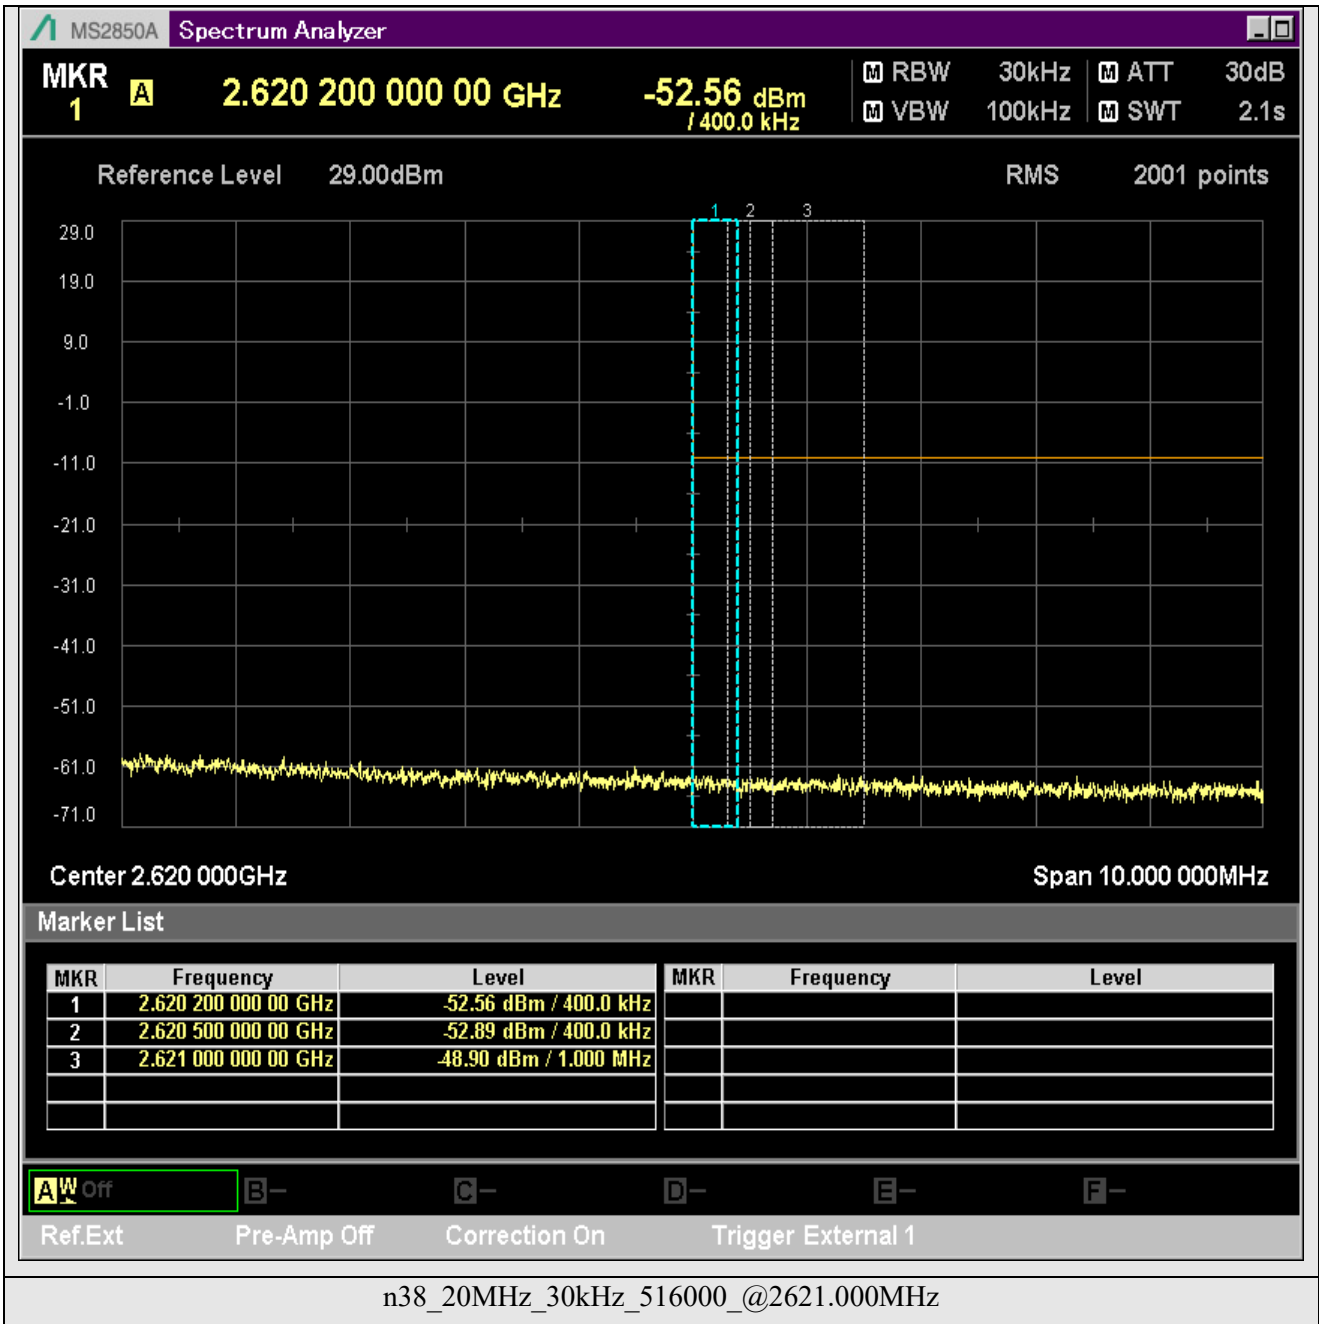 MS2850A Spectrum Analyzer
MKR 1 A 2.620 200 000 00 GHz -52.56 dBm / 400.0 kHz
M RBW 30kHz M ATT 30dB
M VBW 100kHz M SWT 2.1s
Reference Level 29.00dBm RMS 2001 points
1 2 3
29.0
19.0
9.0
-1.0
-11.0
-21.0
-31.0
-41.0
-51.0
-61.0
-71.0
Center 2.620 000GHz Span 10.000 000MHz
Marker List
MKR Frequency Level MKR Frequency Level
1 2.620 200 000 00 GHz -52.56 dBm / 400.0 kHz
2 2.620 500 000 00 GHz -52.89 dBm / 400.0 kHz
3 2.621 000 000 00 GHz -48.90 dBm / 1.000 MHz
A W Off B- C- D- E- F-
Ref.Ext Pre-Amp Off Correction On Trigger External 1
n38_20MHz_30kHz_516000_@2621.000MHz